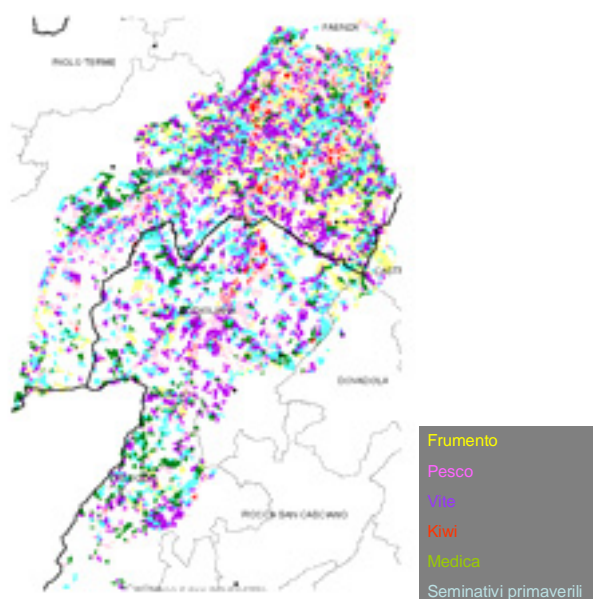 FAENZA
RIOLO TERME
DOVADOLA
ROCCA SAN CASCIANO
Frumento
Pesco
Vite
Kiwi
Medica
Seminativi primaverili